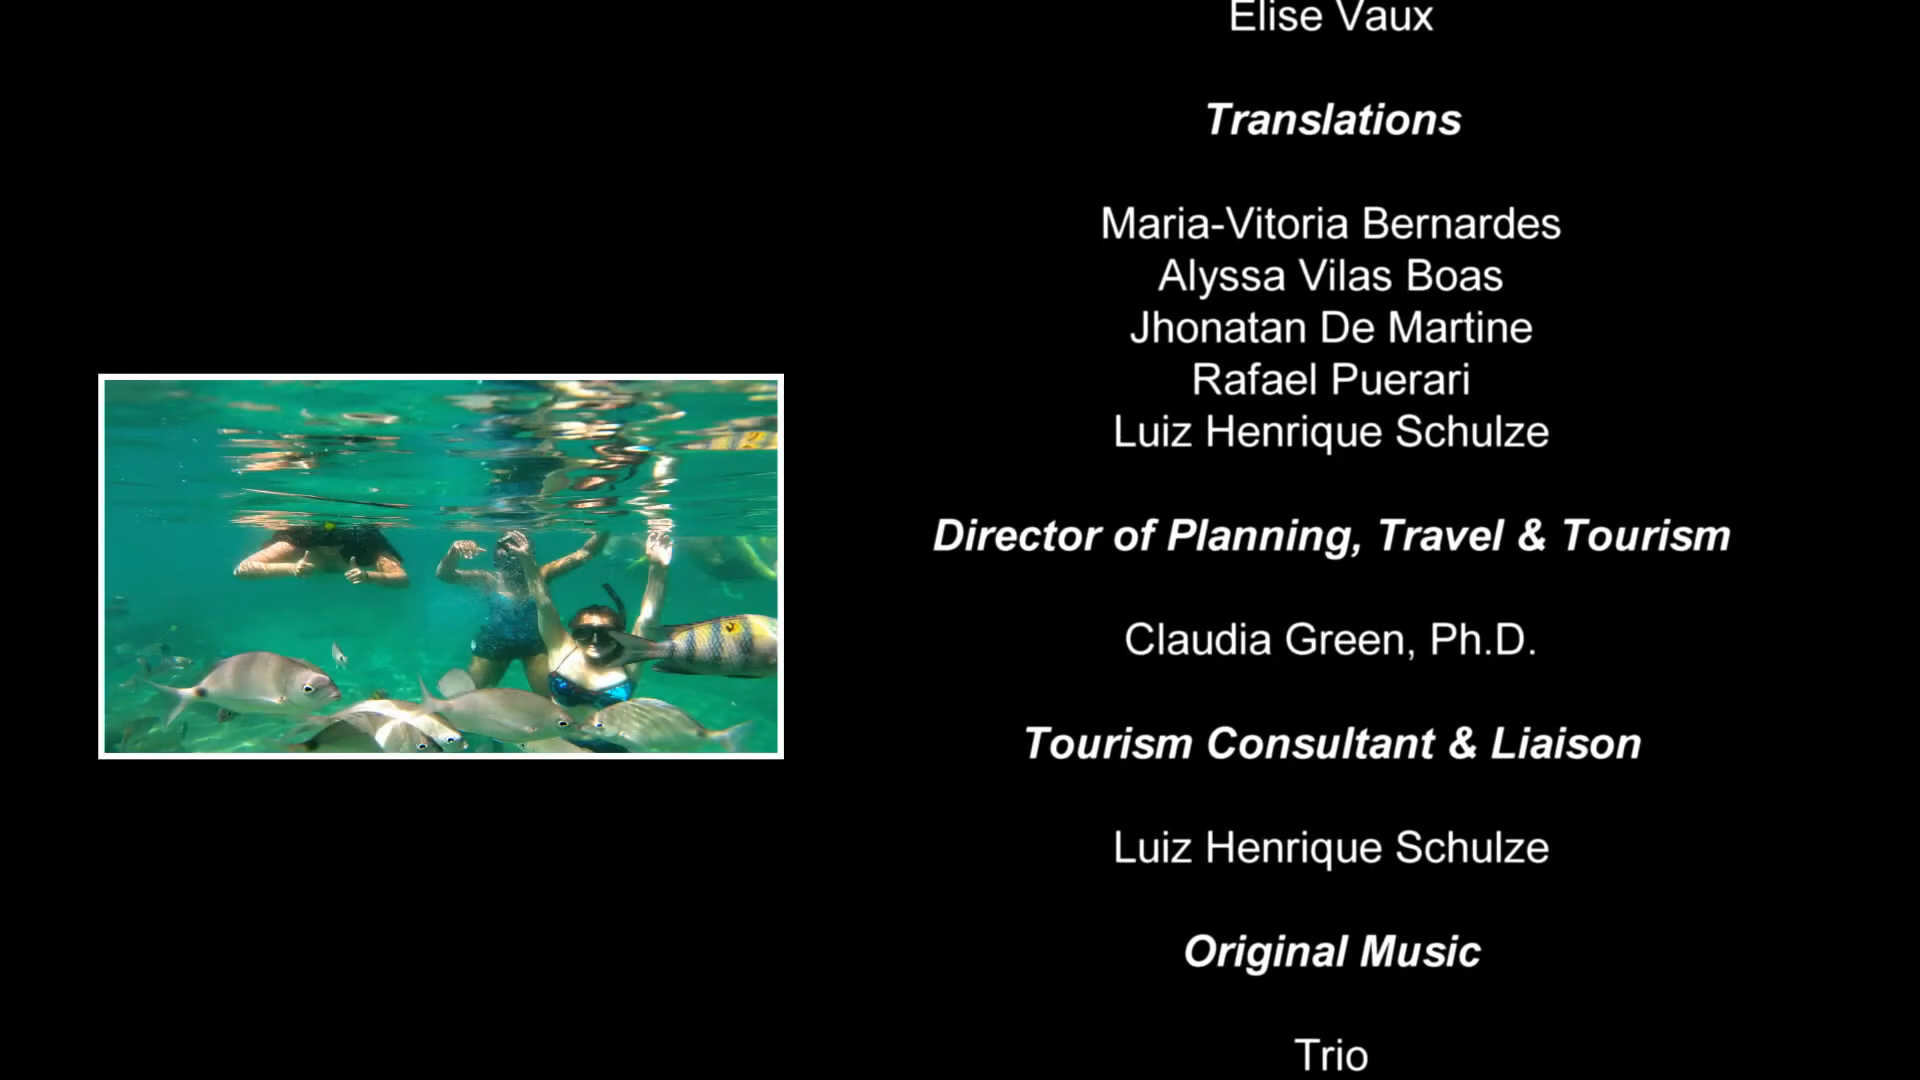 Elise Vaux
Translations
Maria-Vitoria Bernardes
Alyssa Vilas Boas
Jhonatan De Martine
Rafael Puerari
Luiz Henrique Schulze
Director of Planning, Travel & Tourism
Claudia Green, Ph.D.
Tourism Consultant & Liaison
Luiz Henrique Schulze
Original Music
Trio